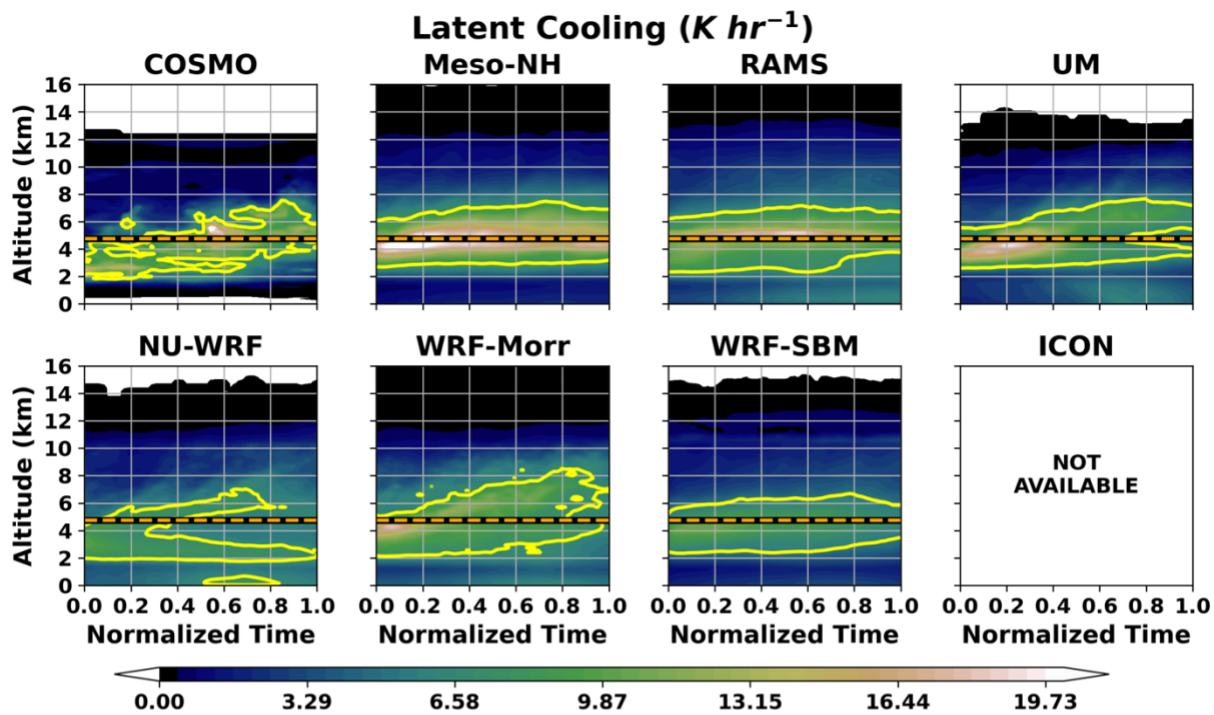 Latent Cooling (K hr⁻¹)
COSMO Meso-NH RAMS UM
Altitude (km)
16
14
12
10
8
6
4
2
0
NU-WRF WRF-Morr WRF-SBM ICON
Altitude (km)
16
14
12
10
8
6
4
2
0
NOT
AVAILABLE
0.0 0.2 0.4 0.6 0.8 1.0 0.0 0.2 0.4 0.6 0.8 1.0 0.0 0.2 0.4 0.6 0.8 1.0 0.0 0.2 0.4 0.6 0.8 1.0
Normalized Time Normalized Time Normalized Time Normalized Time
0.00 3.29 6.58 9.87 13.15 16.44 19.73